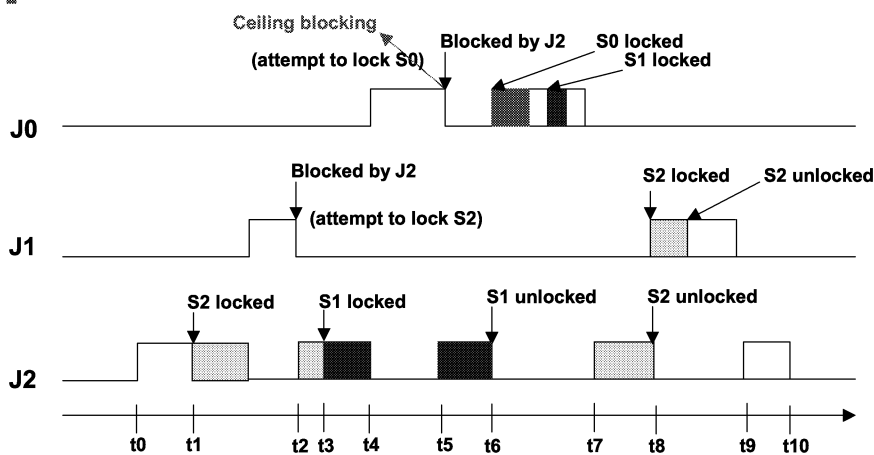 Ceiling blocking
(attempt to lock S0)
Blocked by J2
S0 locked
S1 locked
J0
Blocked by J2
(attempt to lock S2)
S2 locked
S2 unlocked
J1
S2 locked
S1 locked
S1 unlocked
S2 unlocked
J2
t0 t1 t2 t3 t4 t5 t6 t7 t8 t9 t10